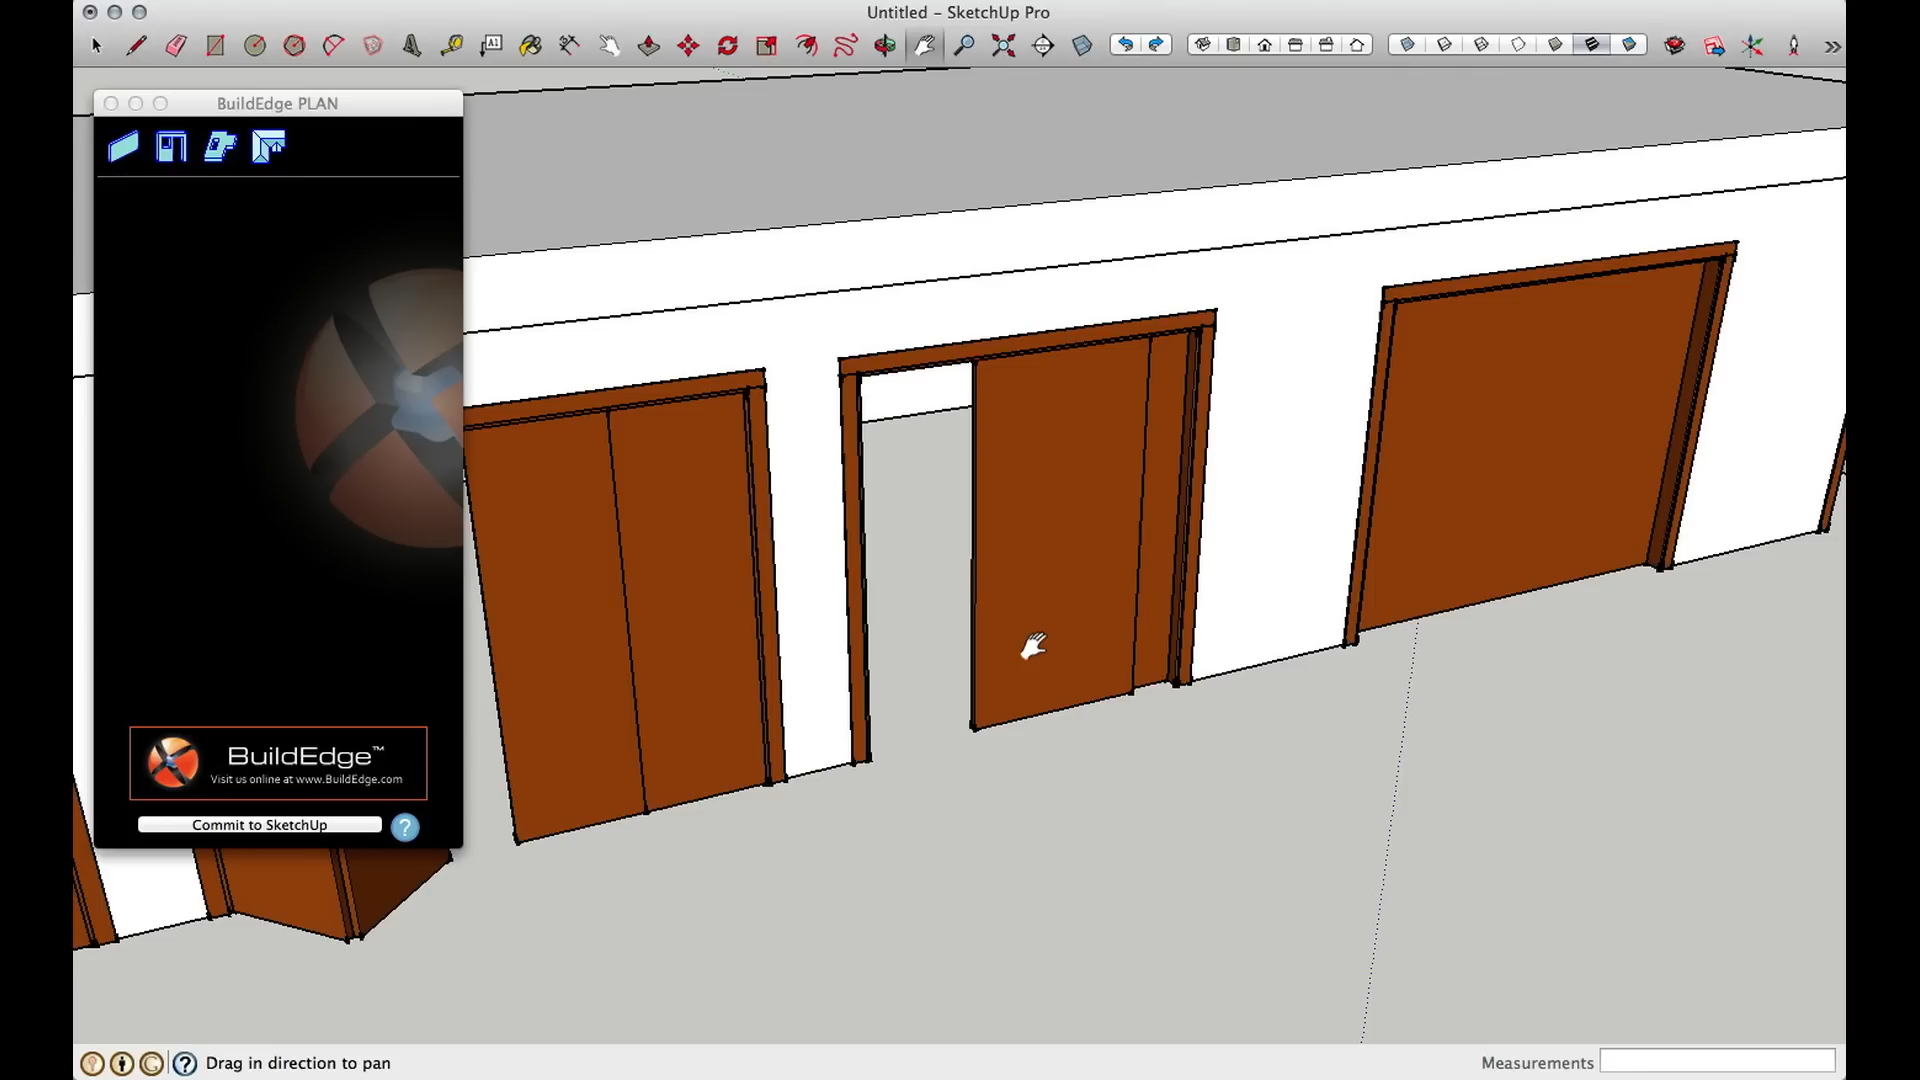 Untitled – SketchUp Pro
A1
BuildEdge PLAN
BuildEdge™
Visit us online at www.BuildEdge.com
Commit to SketchUp
?
? Drag in direction to pan
Measurements